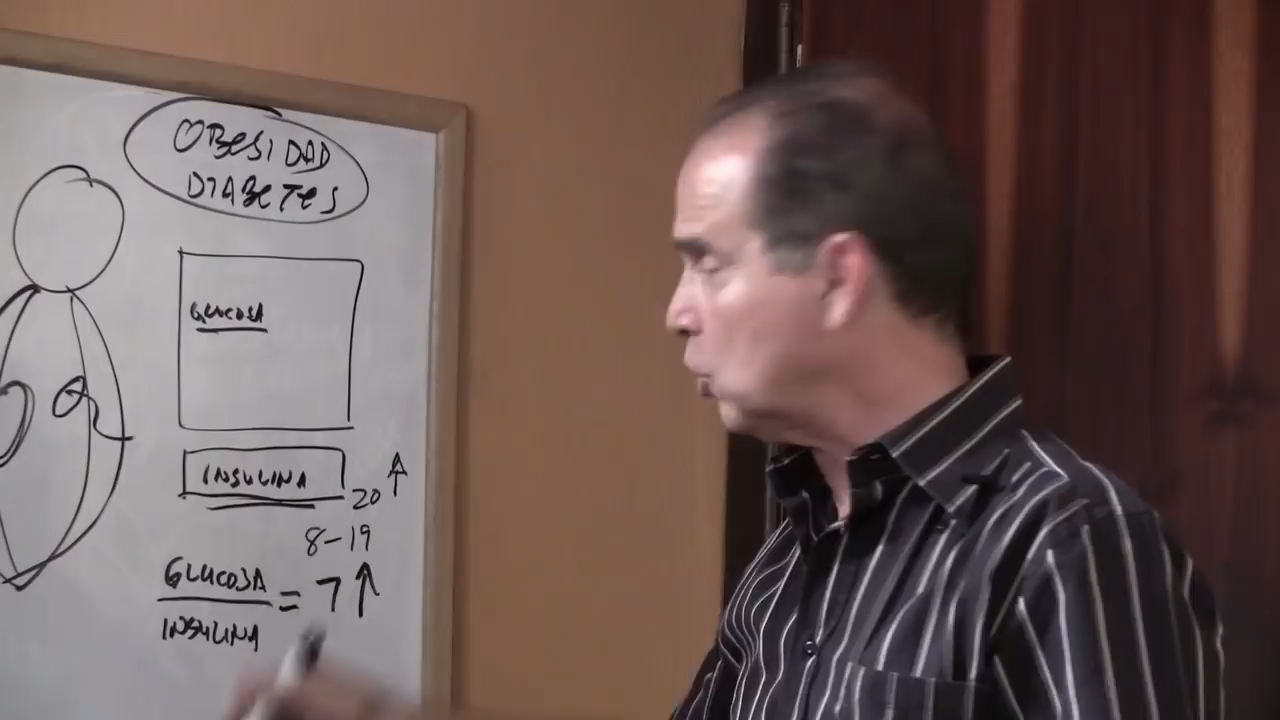 OBESIDAD
DIABETES
GLUCOSA
INSULINA
20 ↑
8-19
GLUCOSA
INSULINA
= 7 ↑